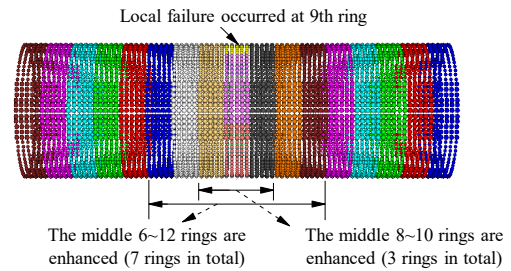 Local failure occurred at 9th ring
The middle 6~12 rings are
enhanced (7 rings in total)
The middle 8~10 rings are
enhanced (3 rings in total)